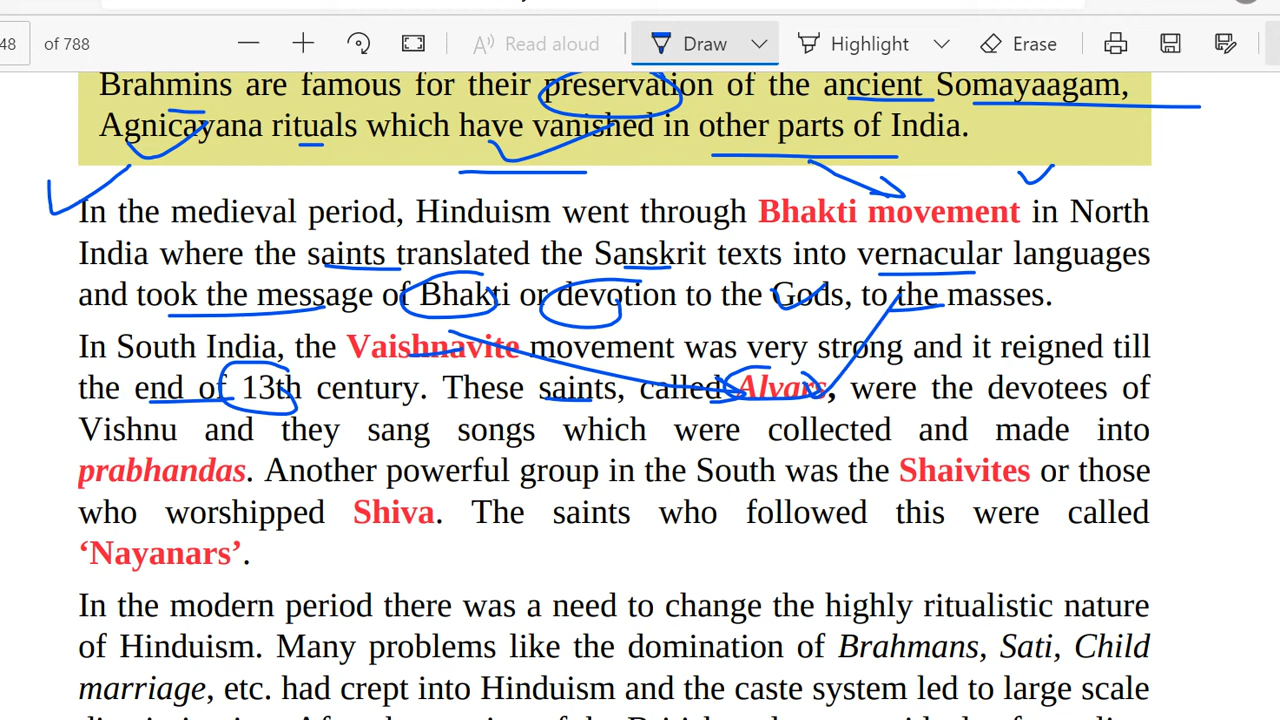 48 of 788 Read aloud Draw Highlight Erase
Brahmins are famous for their preservation of the ancient Somayaagam,
Agnicayana rituals which have vanished in other parts of India.
In the medieval period, Hinduism went through Bhakti movement in North
India where the saints translated the Sanskrit texts into vernacular languages
and took the message of Bhakti or devotion to the Gods, to the masses.
In South India, the Vaishnavite movement was very strong and it reigned till
the end of 13th century. These saints, called Alvars, were the devotees of
Vishnu and they sang songs which were collected and made into
prabhandas. Another powerful group in the South was the Shaivites or those
who worshipped Shiva. The saints who followed this were called
‘Nayanars’.
In the modern period there was a need to change the highly ritualistic nature
of Hinduism. Many problems like the domination of Brahmans, Sati, Child
marriage, etc. had crept into Hinduism and the caste system led to large scale